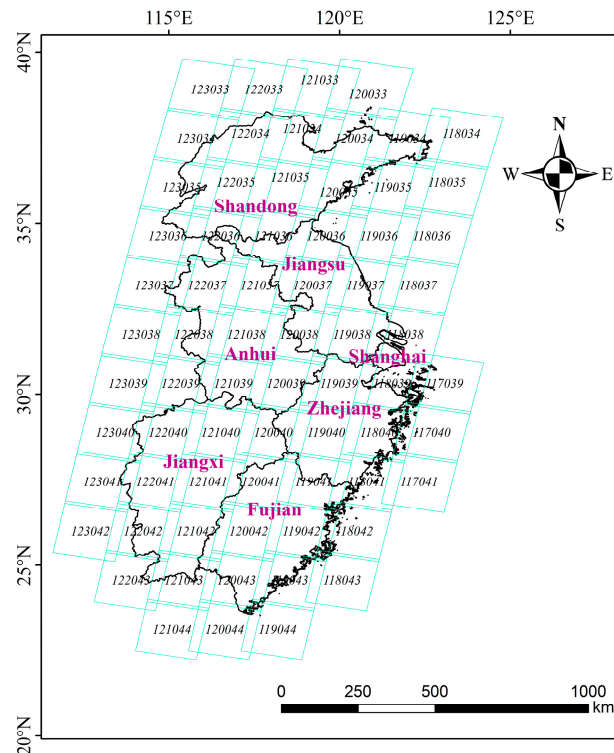 115°E 120°E 125°E
40°N
123033 122033 121033 120033
123034 122034 121034 120034 119034 118034
N
W E
S
123035 122035 121035 120035 119035 118035
Shandong
35°N
123036 122036 121036 120036 119036 118036
Jiangsu
123037 122037 121037 120037 119037 118037
123038 122038 121038 120038 119038 118038
Anhui Shanghai
123039 122039 121039 120039 119039 118039 117039
30°N
Zhejiang
123040 122040 121040 120040 119040 118040 117040
Jiangxi
123041 122041 121041 120041 119041 118041 117041
Fujian
123042 122042 121042 120042 119042 118042
25°N
122043 121043 120043 119043 118043
121044 120044 119044
0 250 500 1000
km
20°N